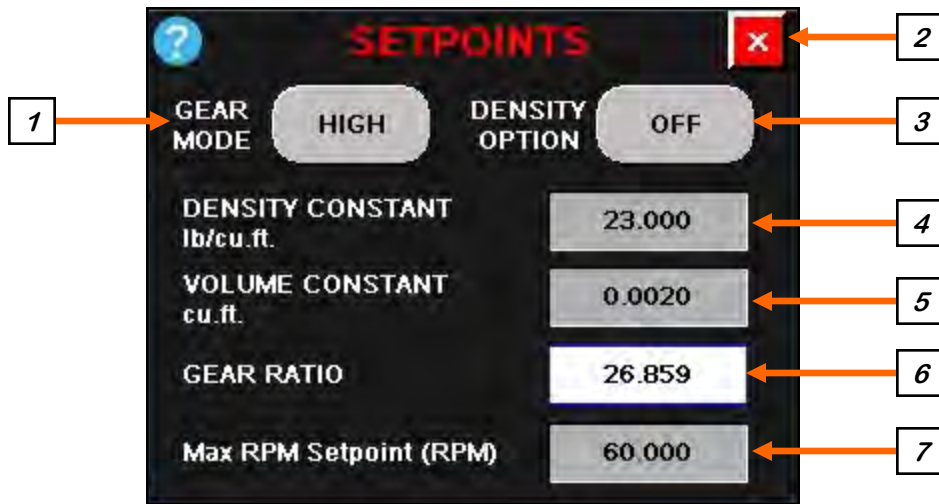 ? SETPOINTS × 2
1 GEAR MODE HIGH DENSITY OPTION OFF 3
DENSITY CONSTANT
lb/cu.ft. 23.000 4
VOLUME CONSTANT
cu.ft. 0.0020 5
GEAR RATIO 26.859 6
Max RPM Setpoint (RPM) 60.000 7